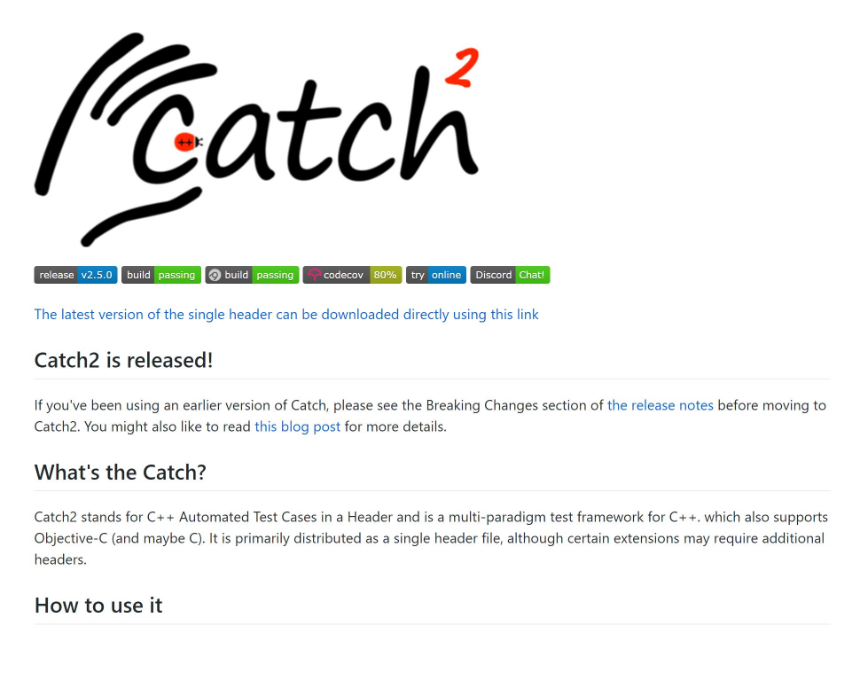 Catch2
release v2.5.0 build passing build passing codecov 80% try online Discord Chat!
The latest version of the single header can be downloaded directly using this link
Catch2 is released!
If you've been using an earlier version of Catch, please see the Breaking Changes section of the release notes before moving to
Catch2. You might also like to read this blog post for more details.
What's the Catch?
Catch2 stands for C++ Automated Test Cases in a Header and is a multi-paradigm test framework for C++. which also supports
Objective-C (and maybe C). It is primarily distributed as a single header file, although certain extensions may require additional
headers.
How to use it